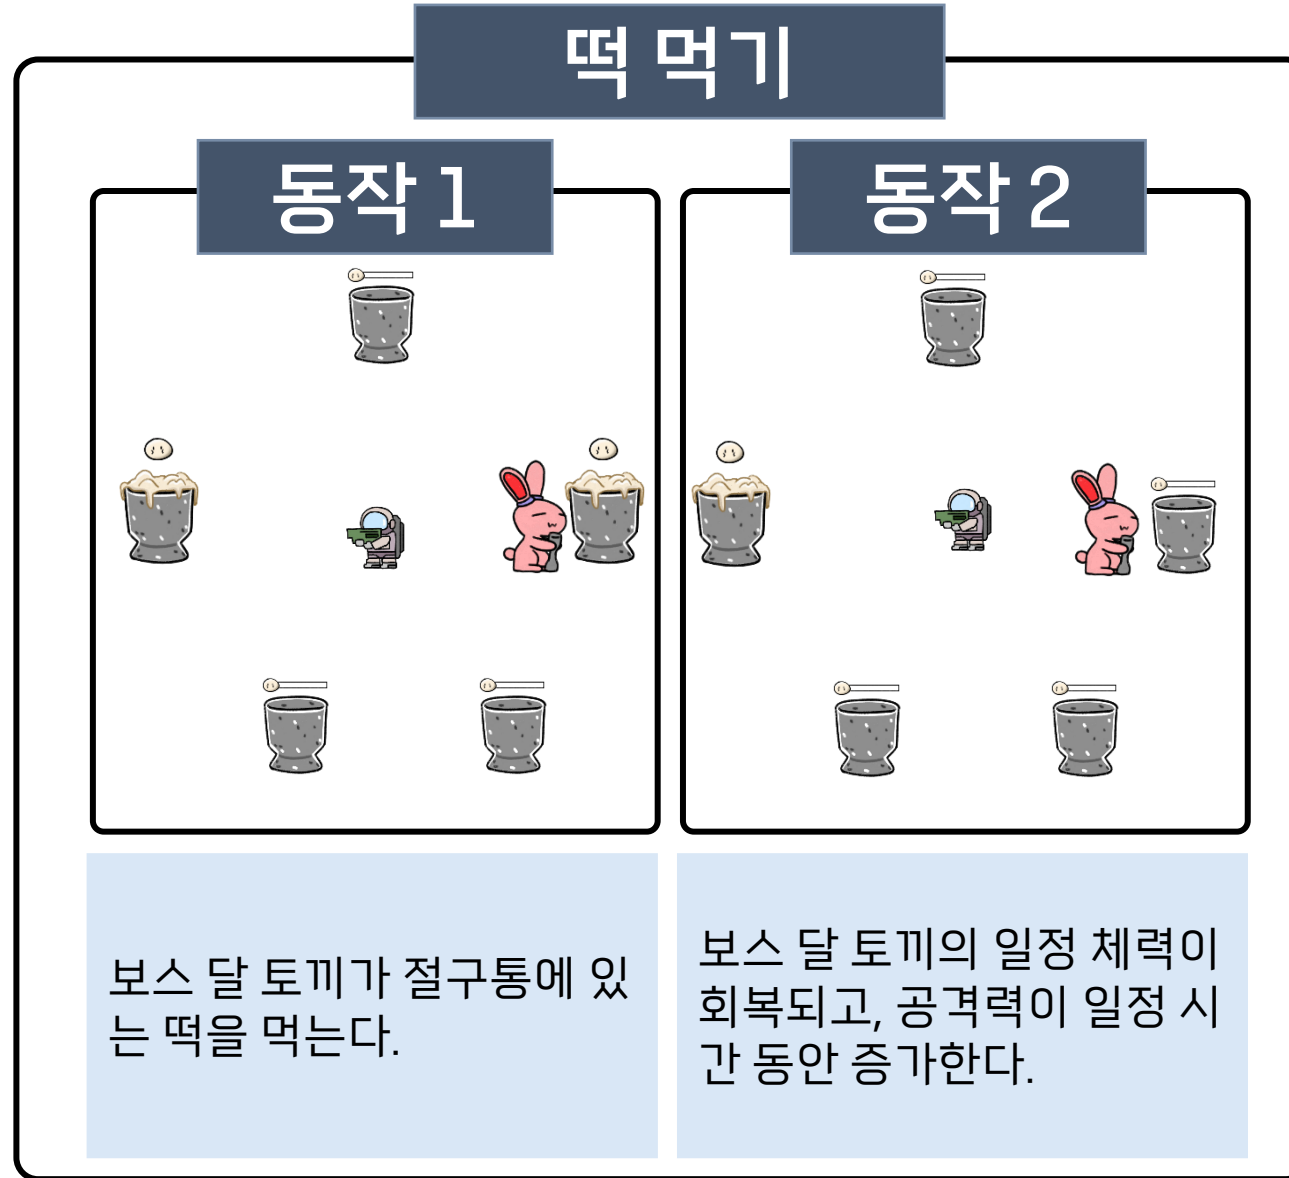 떡 먹기
동작 1
동작 2
보스 달 토끼가 절구통에 있
는 떡을 먹는다.
보스 달 토끼의 일정 체력이
회복되고, 공격력이 일정 시
간 동안 증가한다.